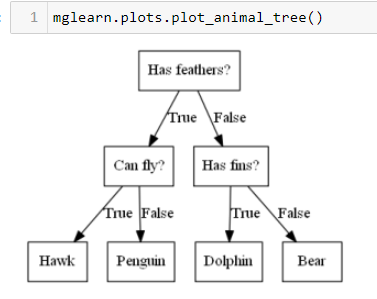 1 mglearn.plots.plot_animal_tree()
Has feathers?
True False
Can fly? Has fins?
True False True False
Hawk Penguin Dolphin Bear